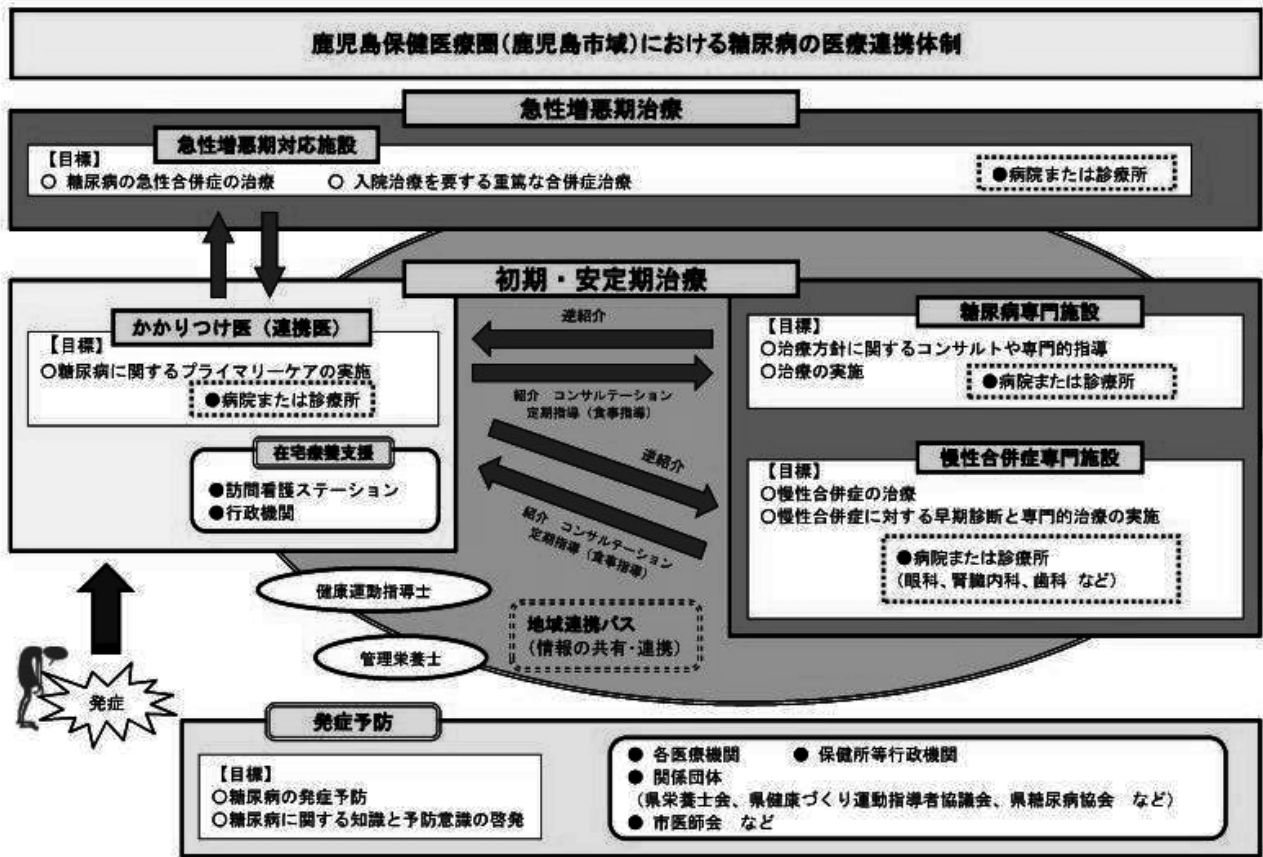 鹿児島保健医療圏(鹿児島市域)における糖尿病の医療連携体制
急性増悪期治療
急性増悪期対応施設
【目標】
○ 糖尿病の急性合併症の治療　○ 入院治療を要する重篤な合併症治療
●病院または診療所
初期・安定期治療
かかりつけ医（連携医）
【目標】
○糖尿病に関するプライマリーケアの実施
●病院または診療所
在宅療養支援
●訪問看護ステーション
●行政機関
逆紹介
紹介　コンサルテーション
定期指導（食事指導）
逆紹介
紹介　コンサルテーション
定期指導（食事指導）
糖尿病専門施設
【目標】
○治療方針に関するコンサルトや専門的指導
○治療の実施
●病院または診療所
慢性合併症専門施設
【目標】
○慢性合併症の治療
○慢性合併症に対する早期診断と専門的治療の実施
●病院または診療所
(眼科、腎臓内科、歯科 など)
健康運動指導士
管理栄養士
地域連携パス
(情報の共有・連携)
発症
発症予防
【目標】
○糖尿病の発症予防
○糖尿病に関する知識と予防意識の啓発
● 各医療機関　● 保健所等行政機関
● 関係団体
(県栄養士会、県健康づくり運動指導者協議会、県糖尿病協会 など)
● 市医師会 など